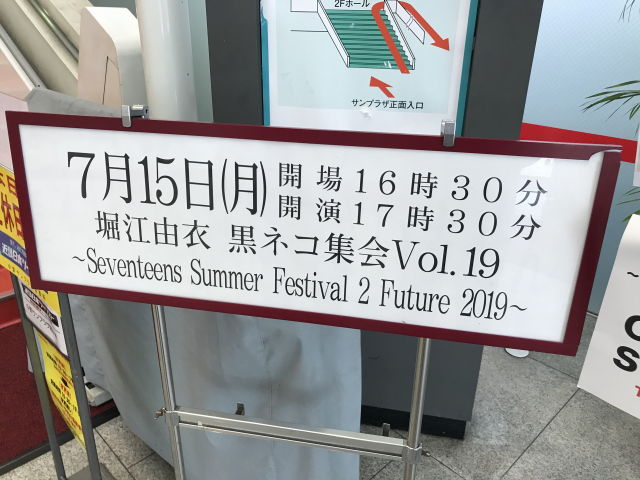 2Fホール
サンプラザ正面入口
7月15日(月)
開場16時30分
開演17時30分
堀江由衣 黒ネコ集会Vol.19
~Seventeens Summer Festival 2 Future 2019~